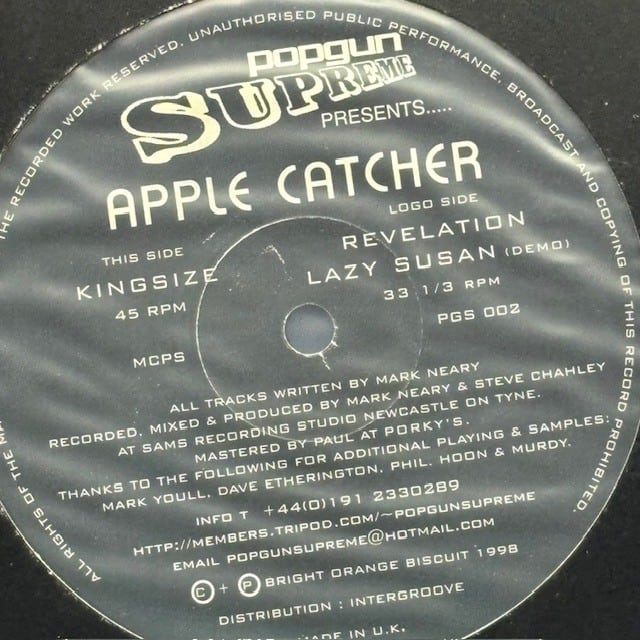 popgun
SUPREME
PRESENTS.....
APPLE CATCHER
THIS SIDE
KINGSIZE
45 RPM
LOGO SIDE
REVELATION
LAZY SUSAN (DEMO)
33 1/3 RPM
PGS 002
MCPS
ALL TRACKS WRITTEN BY MARK NEARY
RECORDED, MIXED & PRODUCED BY MARK NEARY & STEVE CHAHLEY
AT SAMS RECORDING STUDIO NEWCASTLE ON TYNE.
MASTERED BY PAUL AT PORKY'S.
THANKS TO THE FOLLOWING FOR ADDITIONAL PLAYING & SAMPLES:
MARK YOULL, DAVE ETHERINGTON, PHIL, HOON & MURDY.
INFO T +44(0)191 2330289
HTTP://MEMBERS.TRIPOD.COM/~POPGUNSUPREME
EMAIL POPGUNSUPREME@HOTMAIL.COM
C + P BRIGHT ORANGE BISCUIT 1998
DISTRIBUTION : INTERGROOVE
MADE IN U.K.
ALL RIGHTS OF THE
THE RECORDED WORK RESERVED. UNAUTHORISED PUBLIC PERFORMANCE, BROADCAST AND COPYING OF THIS RECORD PROHIBITED.